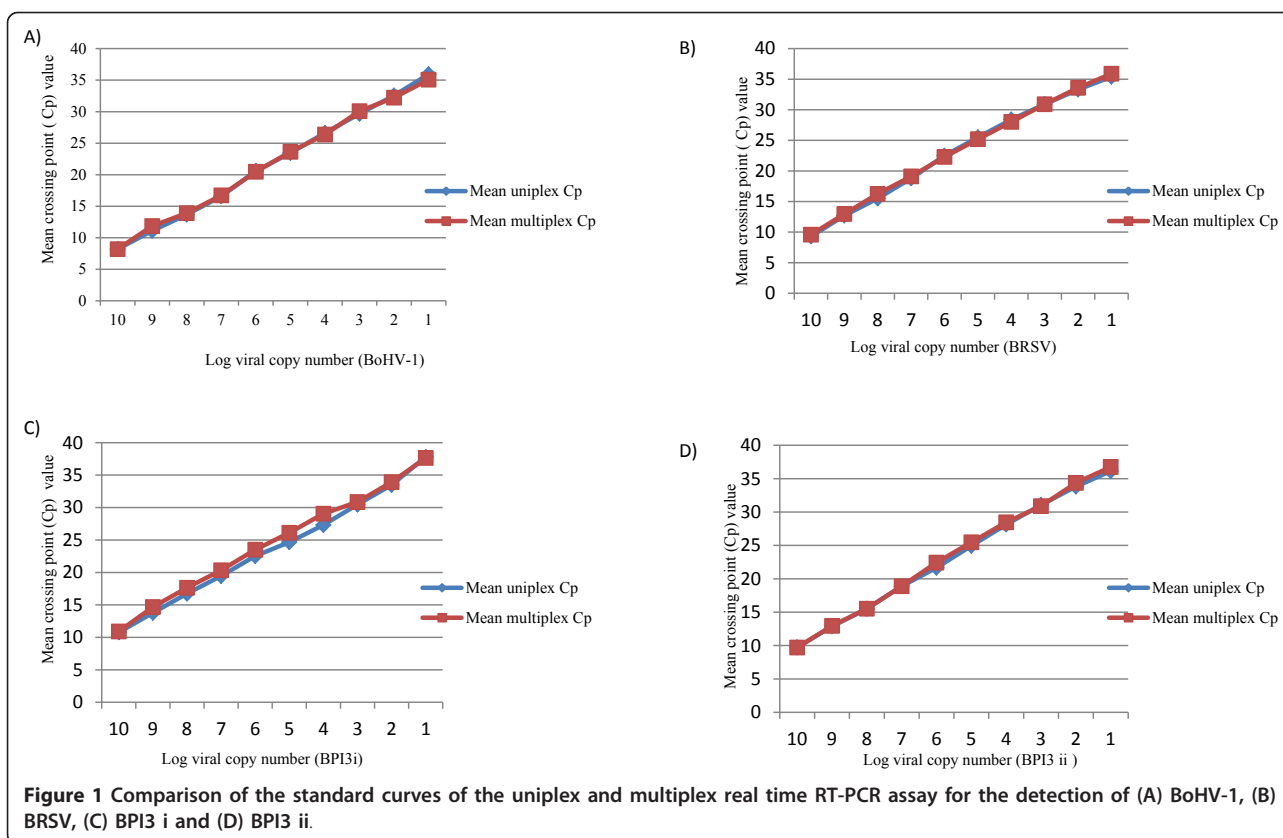 A)
40
35
30
25
20
15
10
5
0
Mean crossing point ( Cp) value
10 9 8 7 6 5 4 3 2 1
Log viral copy number (BoHV-1)
Mean uniplex Cp
Mean multiplex Cp
B)
40
35
30
25
20
15
10
5
0
Mean crossing point ( Cp) value
10 9 8 7 6 5 4 3 2 1
Log viral copy number (BRSV)
Mean uniplex Cp
Mean multiplex Cp
C)
40
35
30
25
20
15
10
5
0
Mean crossing point (Cp) value
10 9 8 7 6 5 4 3 2 1
Log viral copy number (BPI3i)
Mean uniplex Cp
Mean multiplex Cp
D)
40
35
30
25
20
15
10
5
0
Mean crossing point (Cp) value
10 9 8 7 6 5 4 3 2 1
Log viral copy number (BPI3 ii )
Mean uniplex Cp
Mean multiplex Cp
Figure 1 Comparison of the standard curves of the uniplex and multiplex real time RT-PCR assay for the detection of (A) BoHV-1, (B)
BRSV, (C) BPI3 i and (D) BPI3 ii.